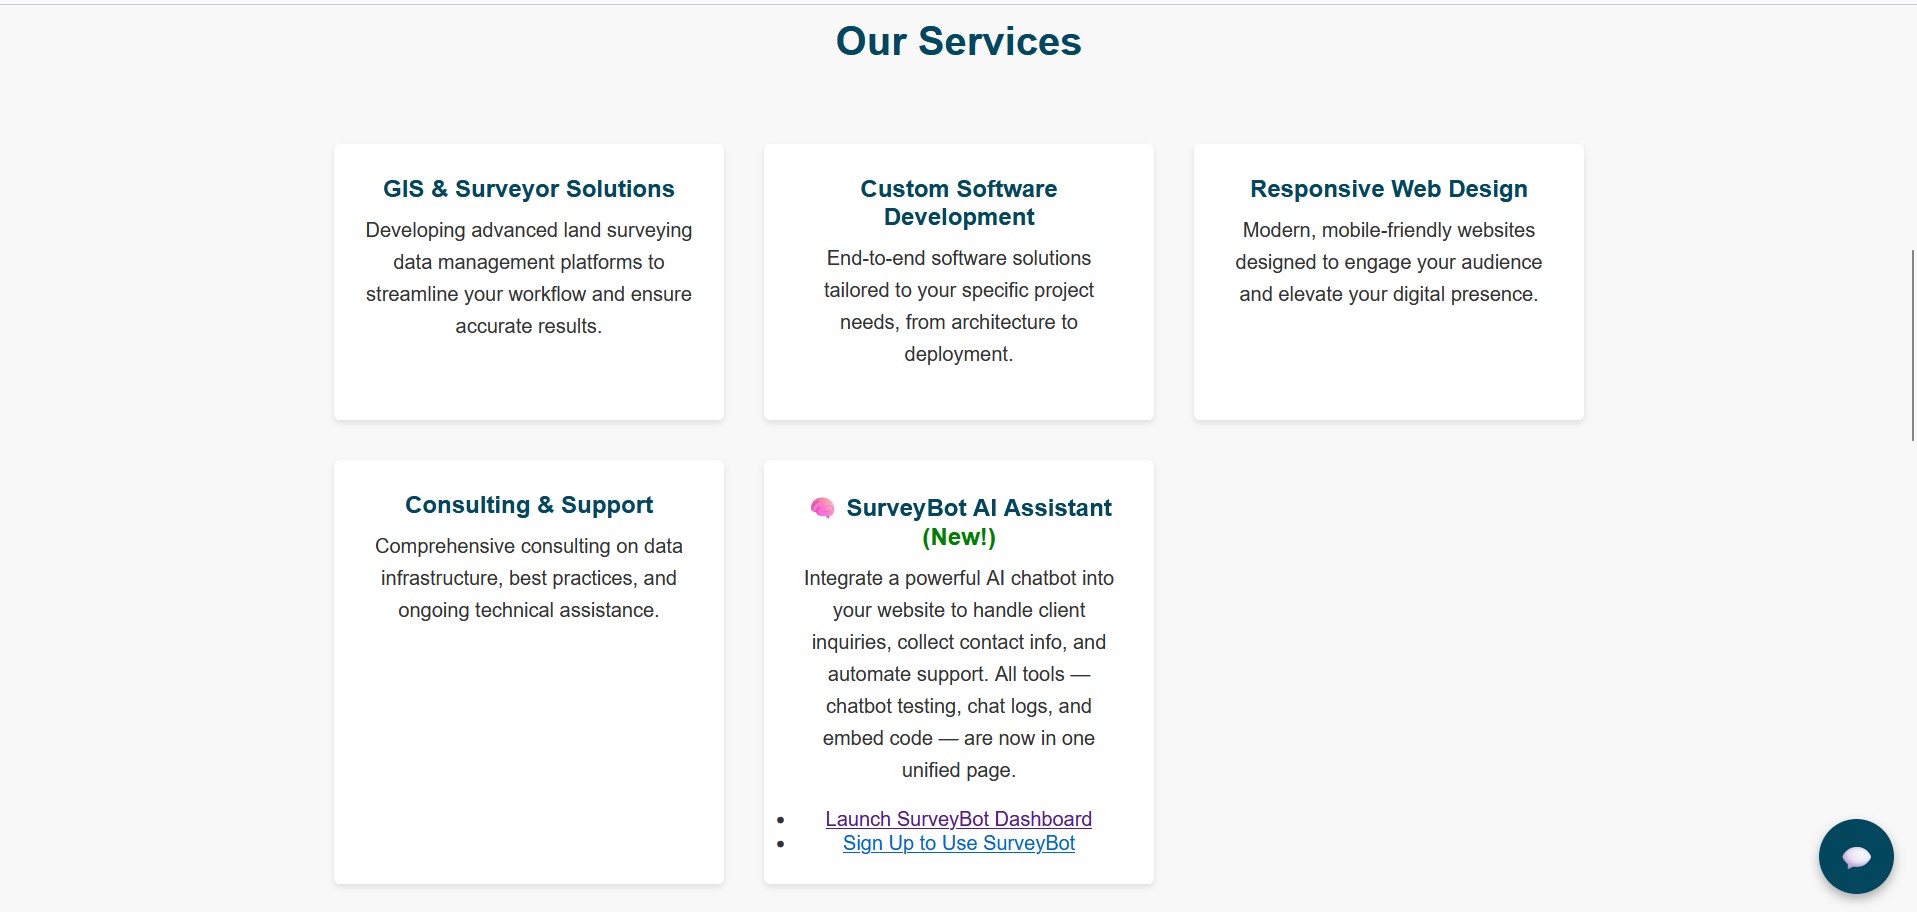 Our Services
GIS & Surveyor Solutions
Developing advanced land surveying
data management platforms to
streamline your workflow and ensure
accurate results.
Custom Software
Development
End-to-end software solutions
tailored to your specific project
needs, from architecture to
deployment.
Responsive Web Design
Modern, mobile-friendly websites
designed to engage your audience
and elevate your digital presence.
Consulting & Support
Comprehensive consulting on data
infrastructure, best practices, and
ongoing technical assistance.
SurveyBot AI Assistant
(New!)
Integrate a powerful AI chatbot into
your website to handle client
inquiries, collect contact info, and
automate support. All tools —
chatbot testing, chat logs, and
embed code — are now in one
unified page.
Launch SurveyBot Dashboard
Sign Up to Use SurveyBot